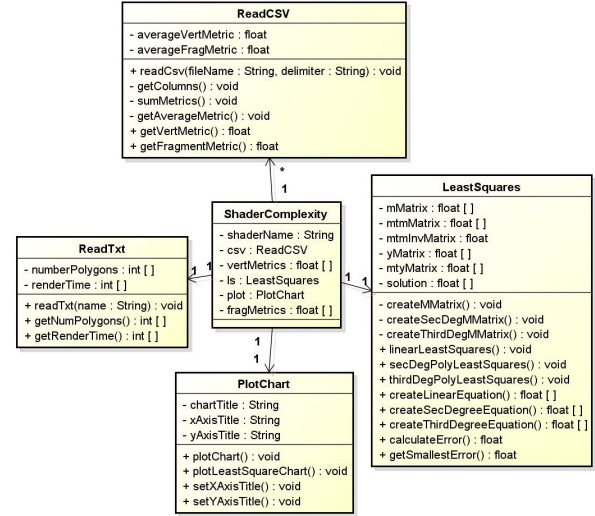 ReadCSV
- averageVertMetric : float
- averageFragMetric : float
+ readCsv(fileName : String, delimiter : String) : void
- getColumns() : void
- sumMetrics() : void
- getAverageMetric() : void
+ getVertMetric() : float
+ getFragmentMetric() : float
*
1
ShaderComplexity
- shaderName : String
- csv : ReadCSV
- vertMetrics : float [ ]
- ls : LeastSquares
- plot : PlotChart
- fragMetrics : float [ ]
1
1
1
1
1
1
ReadTxt
- numberPolygons : int [ ]
- renderTime : int [ ]
+ readTxt(name : String) : void
+ getNumPolygons() : int [ ]
+ getRenderTime() : int [ ]
LeastSquares
- mMatrix : float [ ]
- mtmMatrix : float [ ]
- mtmInvMatrix : float
- yMatrix : float [ ]
- mtyMatrix : float [ ]
- solution : float [ ]
- createMMatrix() : void
- createSecDegMMatrix() : void
- createThirdDegMMatrix() : void
+ linearLeastSquares() : void
+ secDegPolyLeastSquares() : void
+ thirdDegPolyLeastSquares() : void
+ createLinearEquation() : float [ ]
+ createSecDegreeEquation() : float [ ]
+ createThirdDegreeEquation() : float [ ]
+ calculateError() : float
+ getSmallestError() : float
PlotChart
- chartTitle : String
- xAxisTitle : String
- yAxisTitle : String
+ plotChart() : void
+ plotLeastSquareChart() : void
+ setXAxisTitle() : void
+ setYAxisTitle() : void